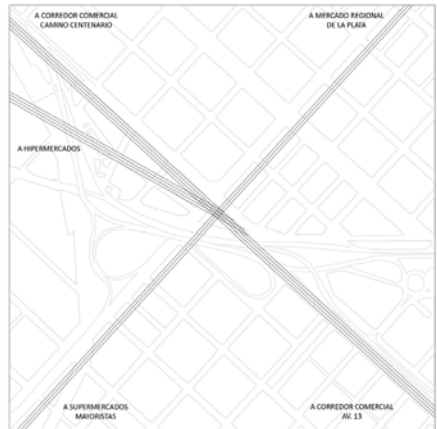 A CORREDOR COMERCIAL
CAMINO CENTENARIO
A MERCADO REGIONAL
DE LA PLATA
A HIPERMERCADOS
A SUPERMERCADOS
MAYORISTAS
A CORREDOR COMERCIAL
AV. 13